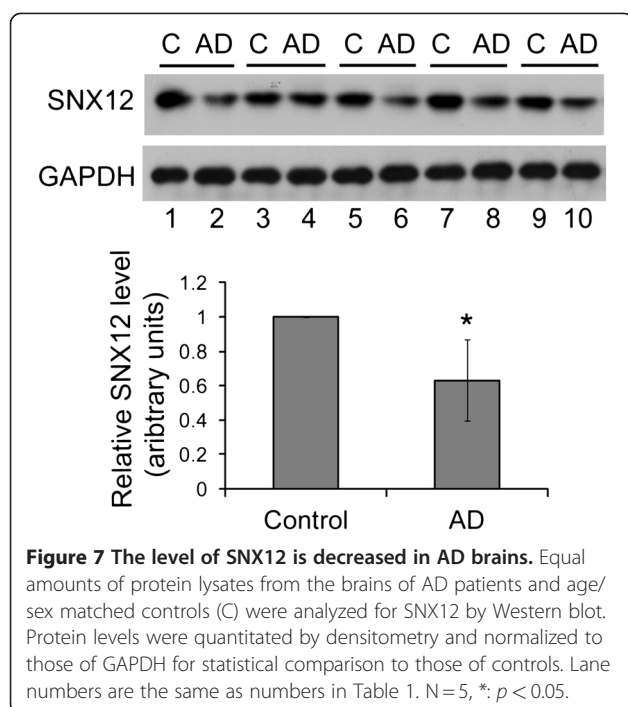 C AD C AD C AD C AD C AD
SNX12
GAPDH
1 2 3 4 5 6 7 8 9 10
Relative SNX12 level
(aribtrary units)
1.2
1
0.8
0.6
0.4
0.2
0
*
Control AD
Figure 7 The level of SNX12 is decreased in AD brains. Equal
amounts of protein lysates from the brains of AD patients and age/
sex matched controls (C) were analyzed for SNX12 by Western blot.
Protein levels were quantitated by densitometry and normalized to
those of GAPDH for statistical comparison to those of controls. Lane
numbers are the same as numbers in Table 1. N = 5, *: p < 0.05.